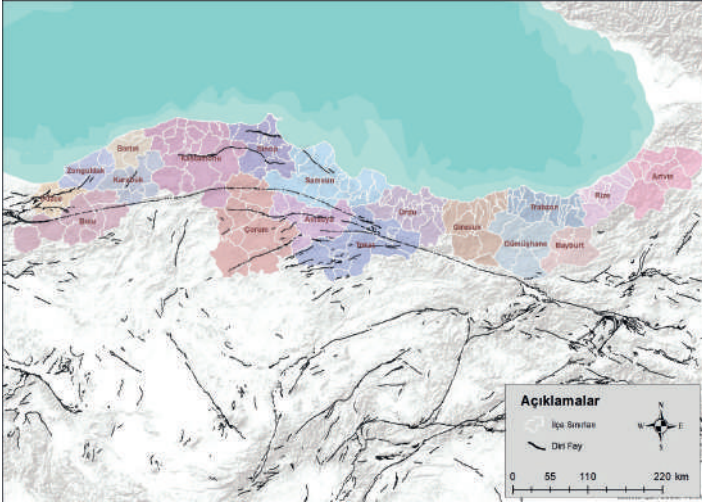 Bartın
Kastamonu
Sinop
Zonguldak
Karabük
Samsun
Düzce
Bolu
Amasya
Ordu
Çorum
Tokat
Giresun
Trabzon
Rize
Artvin
Gümüşhane
Bayburt
Açıklamalar
İlçe Sınırları
Diri Fay
N
W
E
S
0 55 110 220 km